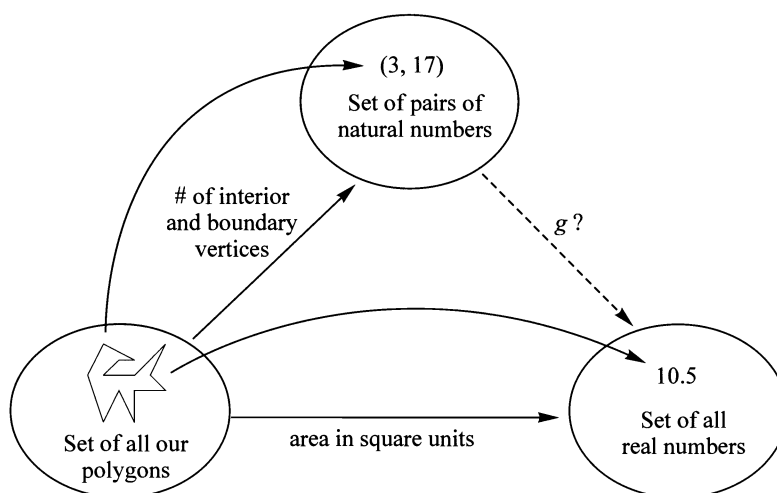 (3, 17)
Set of pairs of
natural numbers
# of interior
and boundary
vertices
g ?
10.5
Set of all our
polygons
area in square units
Set of all
real numbers